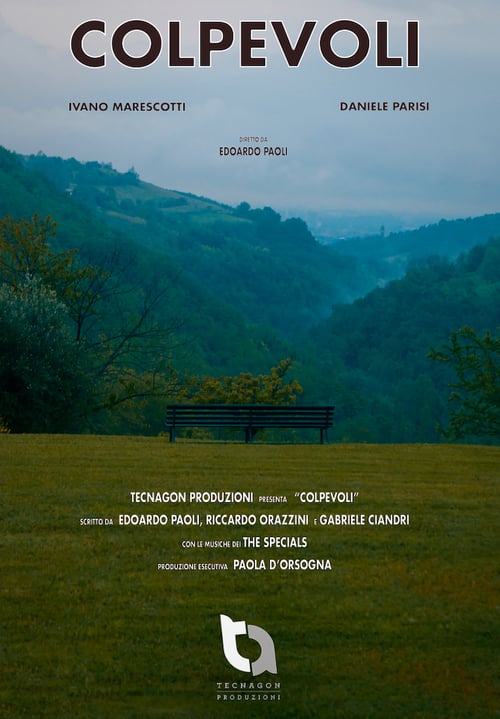 COLPEVOLI
IVANO MARESCOTTI DANIELE PARISI
DIRETTO DA
EDOARDO PAOLI
TECNAGON PRODUZIONI PRESENTA "COLPEVOLI"
SCRITTO DA EDOARDO PAOLI, RICCARDO ORAZZINI E GABRIELE CIANDRI
CON LE MUSICHE DEI THE SPECIALS
PRODUZIONE ESECUTIVA PAOLA D'ORSOGNA
ta
TECNAGON
PRODUZIONI